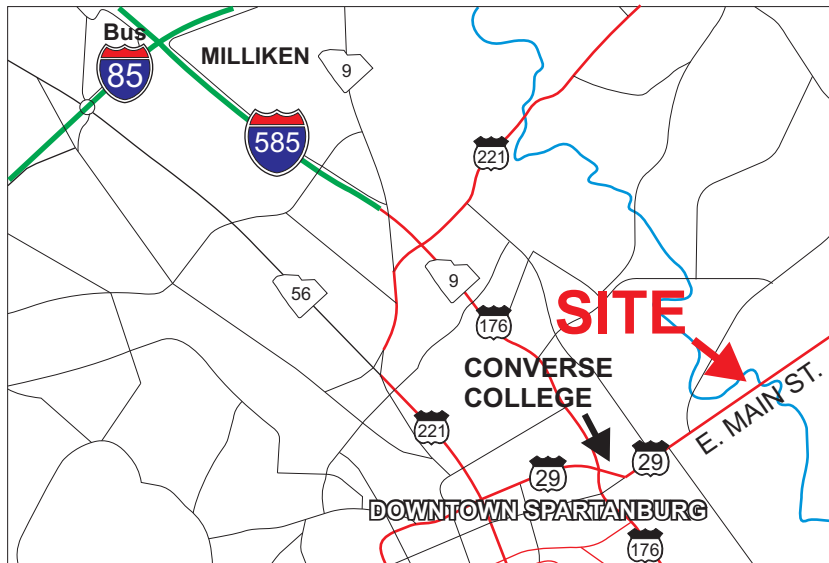 Bus
85
MILLIKEN
9
585
221
56
9
176
SITE
CONVERSE
COLLEGE
E. MAIN ST.
221
29
29
DOWNTOWN SPARTANBURG
176